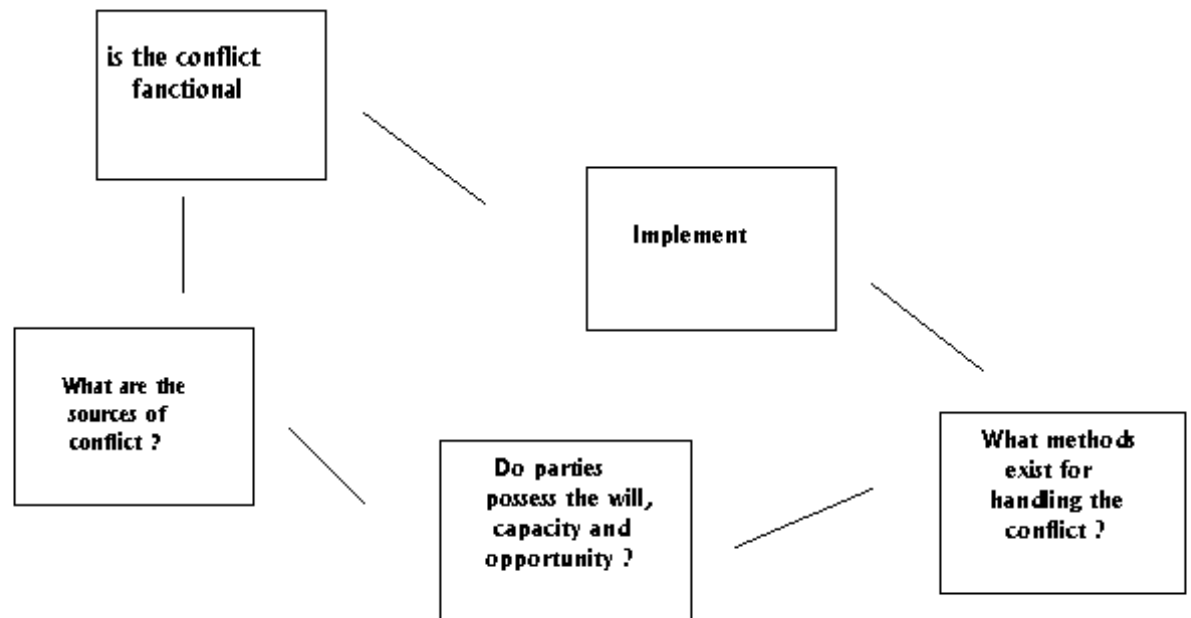 is the conflict
fanctional
Implement
What are the
sources of
conflict ?
Do parties
possess the will,
capacity and
opportunity ?
What methods
exist for
handling the
conflict ?